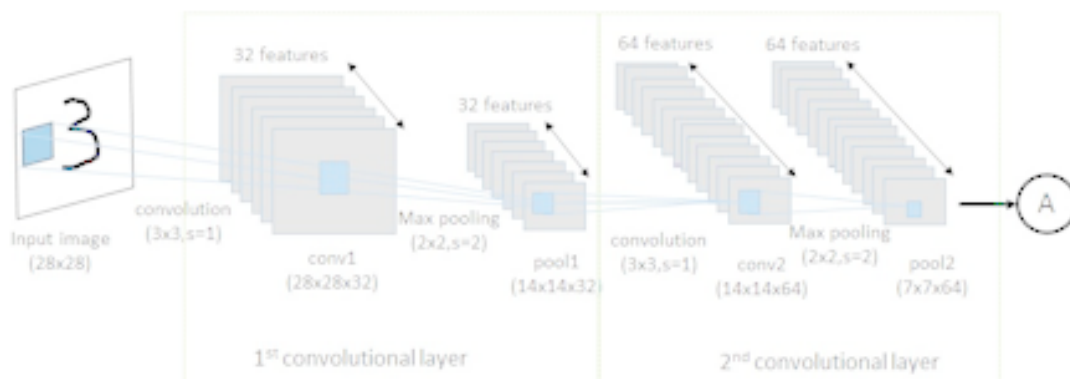 32 features
32 features
64 features
64 features
3
A
convolution
(3x3,s=1)
Input image
(28x28)
Max pooling
(2x2,s=2)
conv1
(28x28x32)
pool1
(14x14x32)
convolution
(3x3,s=1)
conv2
(14x14x64)
Max pooling
(2x2,s=2)
pool2
(7x7x64)
1st convolutional layer
2nd convolutional layer